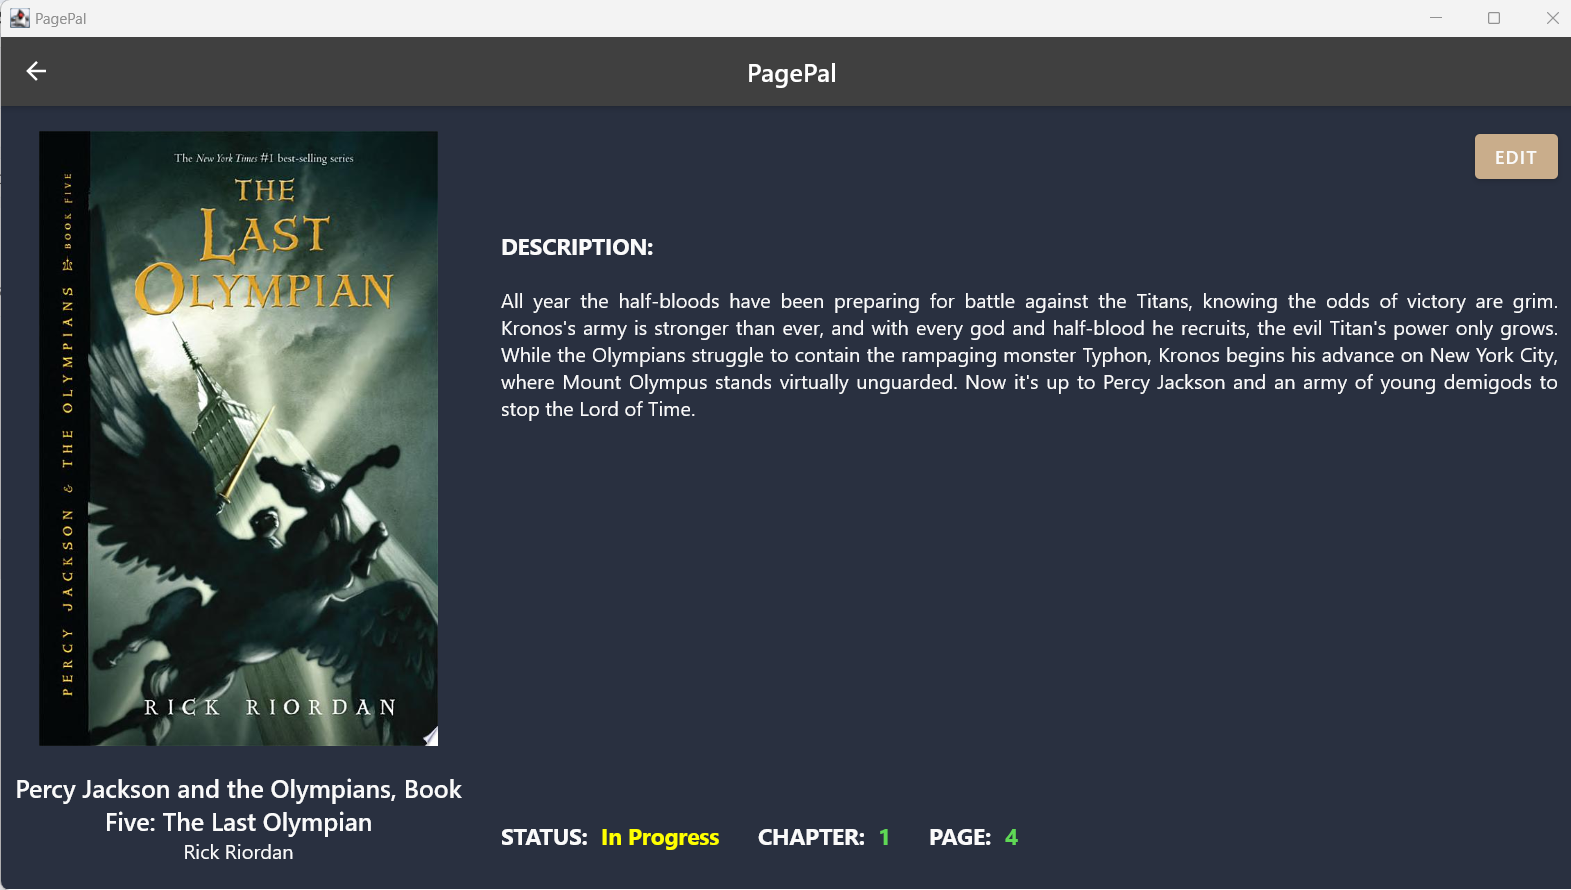 PagePal
PagePal
The New York Times #1 best-selling series
THE
LAST
OLYMPIAN
PERCY JACKSON & THE OLYMPIANS BOOK FIVE
RICK RIORDAN
Percy Jackson and the Olympians, Book
Five: The Last Olympian
Rick Riordan
EDIT
DESCRIPTION:
All year the half-bloods have been preparing for battle against the Titans, knowing the odds of victory are grim.
Kronos's army is stronger than ever, and with every god and half-blood he recruits, the evil Titan's power only grows.
While the Olympians struggle to contain the rampaging monster Typhon, Kronos begins his advance on New York City,
where Mount Olympus stands virtually unguarded. Now it's up to Percy Jackson and an army of young demigods to
stop the Lord of Time.
STATUS: In Progress CHAPTER: 1 PAGE: 4